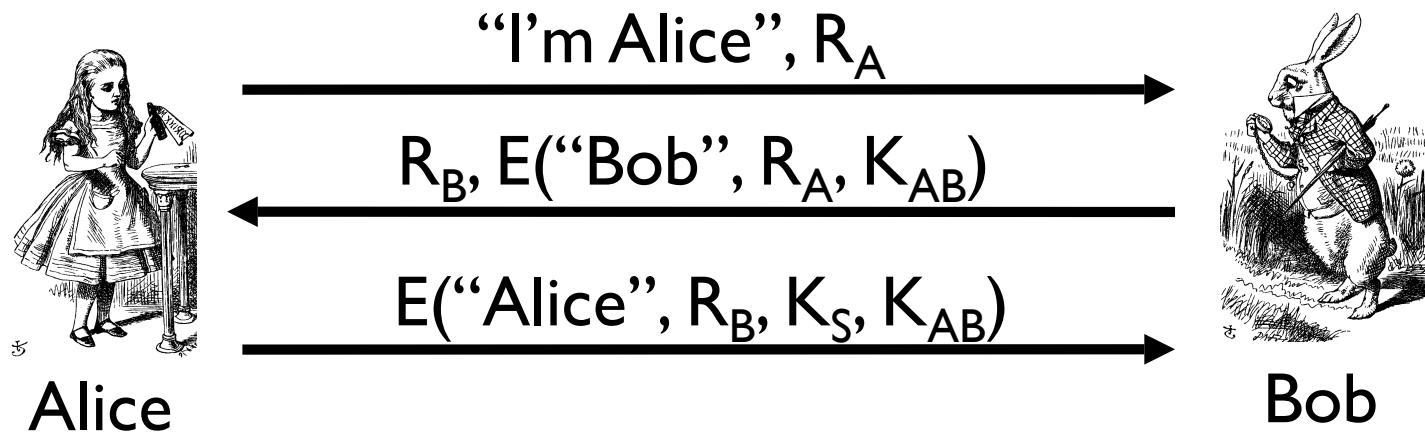 “I’m Alice”, R_A
R_B, E(“Bob”, R_A, K_AB)
E(“Alice”, R_B, K_S, K_AB)
Alice
Bob